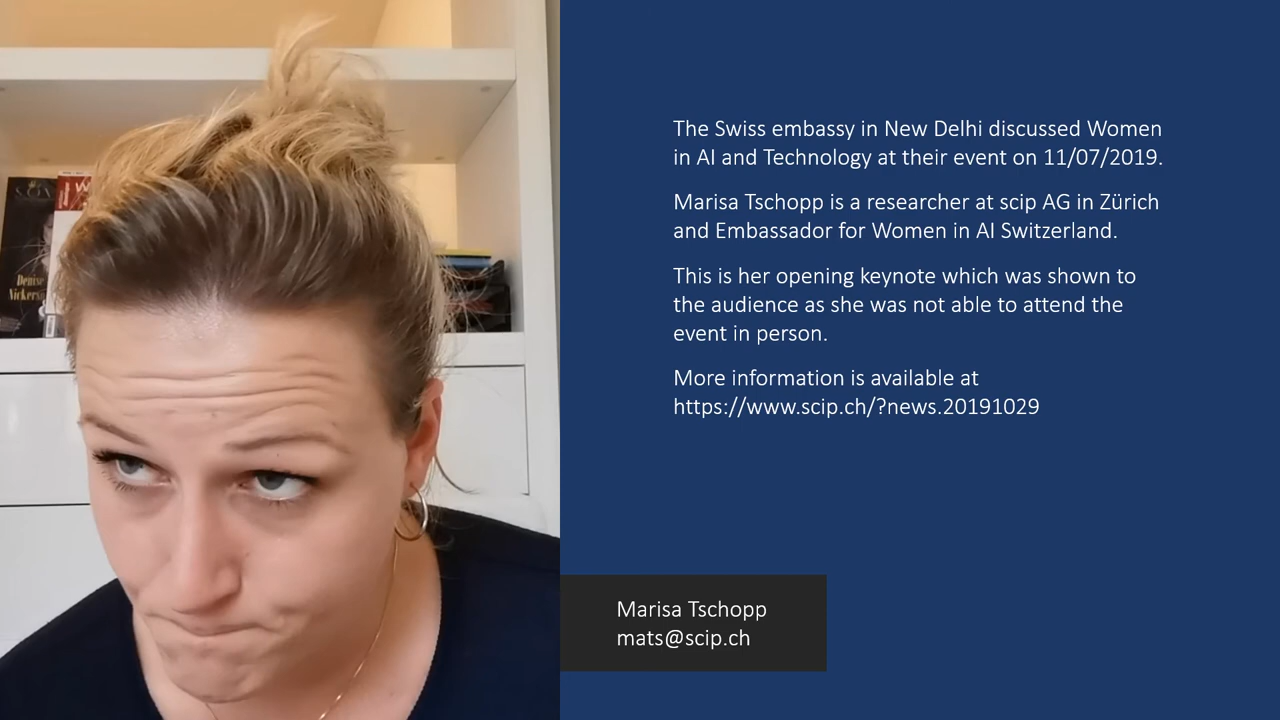 Denise
Nickerso
W
The Swiss embassy in New Delhi discussed Women
in AI and Technology at their event on 11/07/2019.
Marisa Tschopp is a researcher at scip AG in Zürich
and Embassador for Women in AI Switzerland.
This is her opening keynote which was shown to
the audience as she was not able to attend the
event in person.
More information is available at
https://www.scip.ch/?news.20191029
Marisa Tschopp
mats@scip.ch